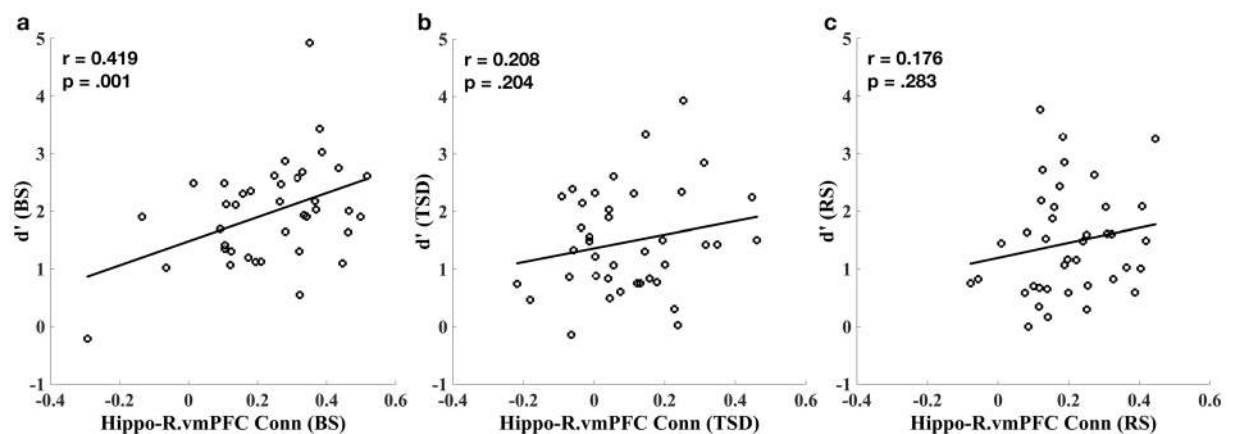 a
r = 0.419
p = .001
5
4
3
2
1
0
-1
d' (BS)
-0.4
-0.2
0
0.2
0.4
0.6
Hippo-R.vmPFC Conn (BS)
b
r = 0.208
p = .204
5
4
3
2
1
0
-1
d' (TSD)
-0.4
-0.2
0
0.2
0.4
0.6
Hippo-R.vmPFC Conn (TSD)
c
r = 0.176
p = .283
5
4
3
2
1
0
-1
d' (RS)
-0.4
-0.2
0
0.2
0.4
0.6
Hippo-R.vmPFC Conn (RS)